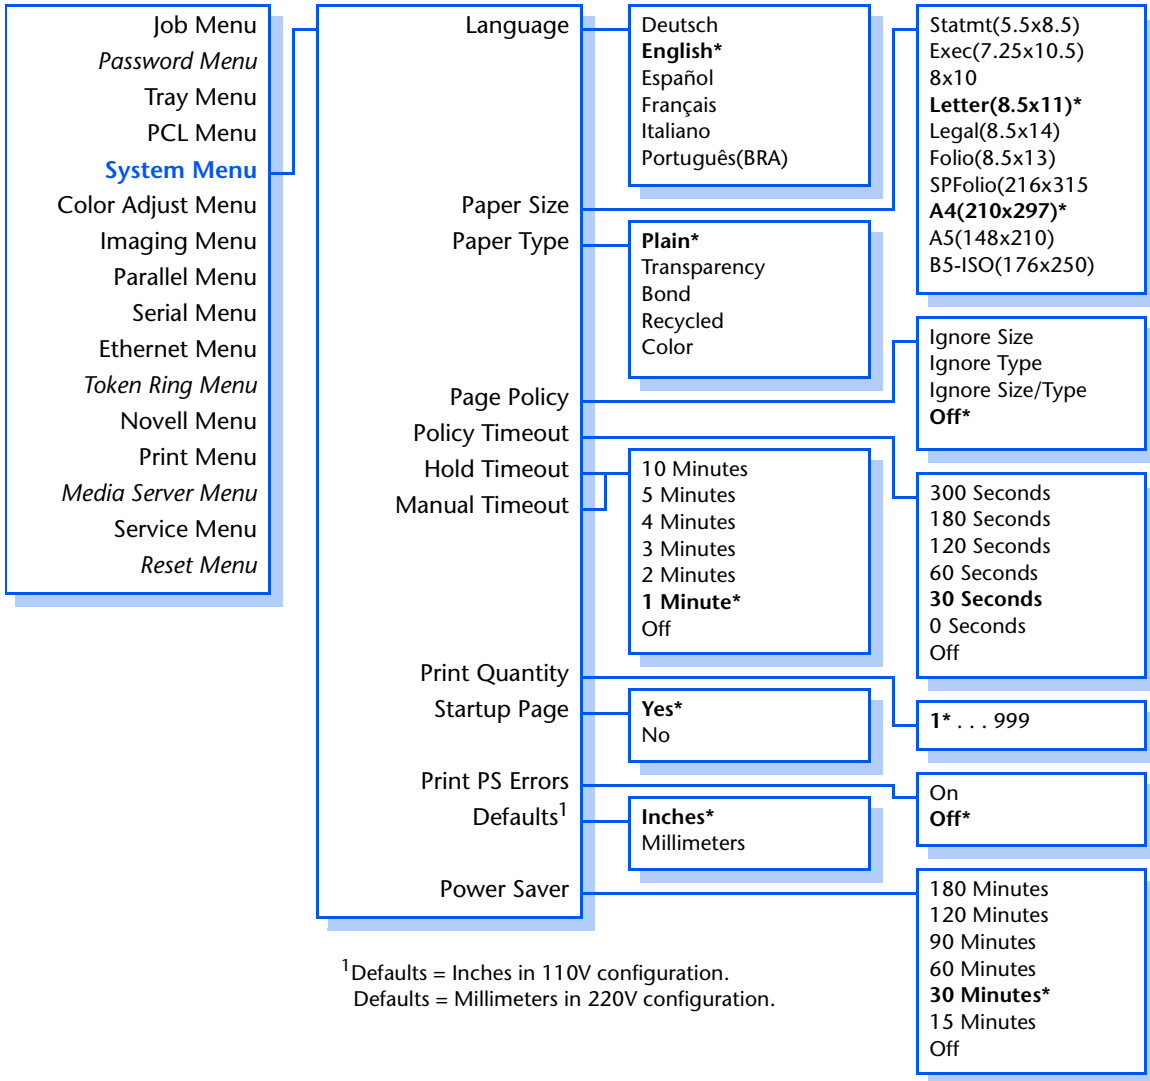 Job Menu
Password Menu
Tray Menu
PCL Menu
System Menu
Color Adjust Menu
Imaging Menu
Parallel Menu
Serial Menu
Ethernet Menu
Token Ring Menu
Novell Menu
Print Menu
Media Server Menu
Service Menu
Reset Menu
Language
Paper Size
Paper Type
Page Policy
Policy Timeout
Hold Timeout
Manual Timeout
Print Quantity
Startup Page
Print PS Errors
Defaults1
Power Saver
Deutsch
English*
Español
Français
Italiano
Português(BRA)
Plain*
Transparency
Bond
Recycled
Color
10 Minutes
5 Minutes
4 Minutes
3 Minutes
2 Minutes
1 Minute*
Off
Yes*
No
Inches*
Millimeters
Statmt(5.5x8.5)
Exec(7.25x10.5)
8x10
Letter(8.5x11)*
Legal(8.5x14)
Folio(8.5x13)
SPFolio(216x315
A4(210x297)*
A5(148x210)
B5-ISO(176x250)
Ignore Size
Ignore Type
Ignore Size/Type
Off*
300 Seconds
180 Seconds
120 Seconds
60 Seconds
30 Seconds
0 Seconds
Off
1* . . . 999
On
Off*
180 Minutes
120 Minutes
90 Minutes
60 Minutes
30 Minutes*
15 Minutes
Off
1Defaults = Inches in 110V configuration.
Defaults = Millimeters in 220V configuration.